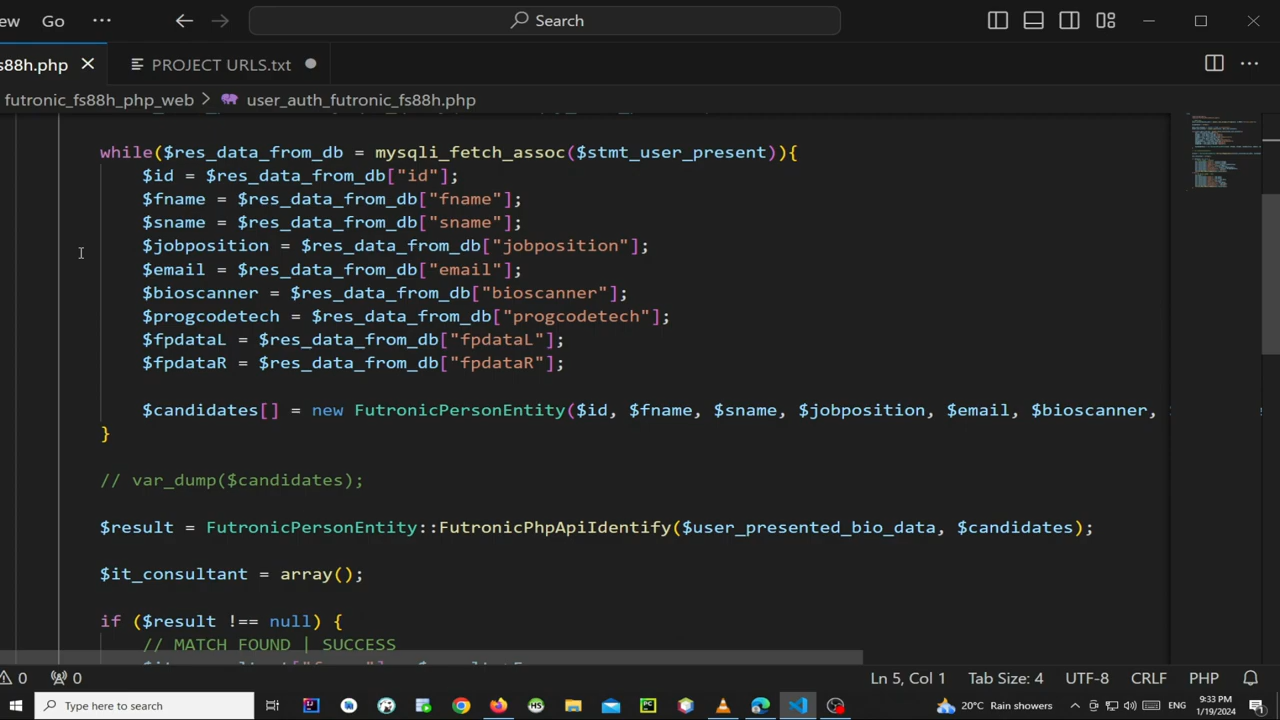 ew Go ... Search
s88h.php PROJECT URLS.txt ...
futronic_fs88h_php_web > user_auth_futronic_fs88h.php
while($res_data_from_db = mysqli_fetch_assoc($stmt_user_present)){
$id = $res_data_from_db["id"];
$fname = $res_data_from_db["fname"];
$sname = $res_data_from_db["sname"];
$jobposition = $res_data_from_db["jobposition"];
$email = $res_data_from_db["email"];
$bioscanner = $res_data_from_db["bioscanner"];
$progcodetech = $res_data_from_db["progcodetech"];
$fpdataL = $res_data_from_db["fpdataL"];
$fpdataR = $res_data_from_db["fpdataR"];
$candidates[] = new FutronicPersonEntity($id, $fname, $sname, $jobposition, $email, $bioscanner,
}
// var_dump($candidates);
$result = FutronicPersonEntity::FutronicPhpApiIdentify($user_presented_bio_data, $candidates);
$it_consultant = array();
if ($result !== null) {
// MATCH FOUND | SUCCESS
0 0 Ln 5, Col 1 Tab Size: 4 UTF-8 CRLF PHP
Type here to search 20°C Rain showers ENG 9:33 PM
1/19/2024